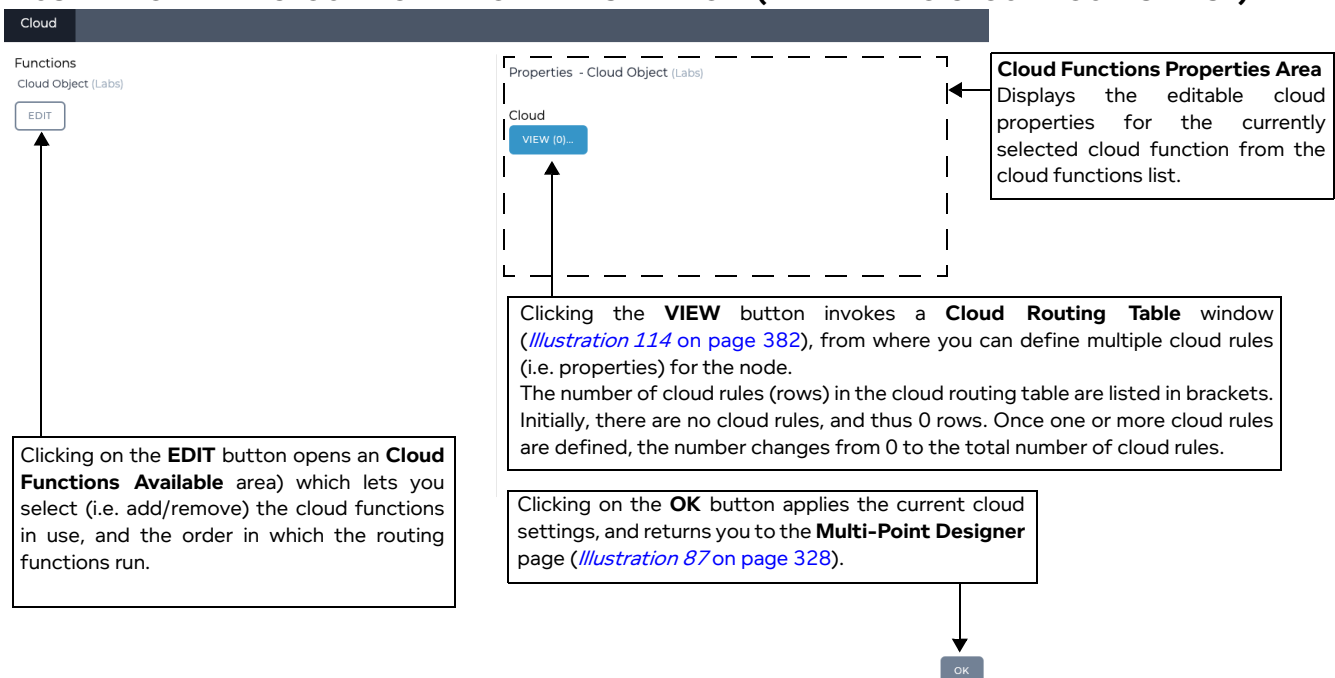 Cloud
Functions
Cloud Object (Labs)
EDIT
Properties - Cloud Object (Labs)
Cloud
VIEW (0)...
Cloud Functions Properties Area
Displays the editable cloud
properties for the currently
selected cloud function from the
cloud functions list.
Clicking the VIEW button invokes a Cloud Routing Table window
(Illustration 114 on page 382), from where you can define multiple cloud rules
(i.e. properties) for the node.
The number of cloud rules (rows) in the cloud routing table are listed in brackets.
Initially, there are no cloud rules, and thus 0 rows. Once one or more cloud rules
are defined, the number changes from 0 to the total number of cloud rules.
Clicking on the EDIT button opens an Cloud
Functions Available area) which lets you
select (i.e. add/remove) the cloud functions
in use, and the order in which the routing
functions run.
Clicking on the OK button applies the current cloud
settings, and returns you to the Multi-Point Designer
page (Illustration 87 on page 328).
OK